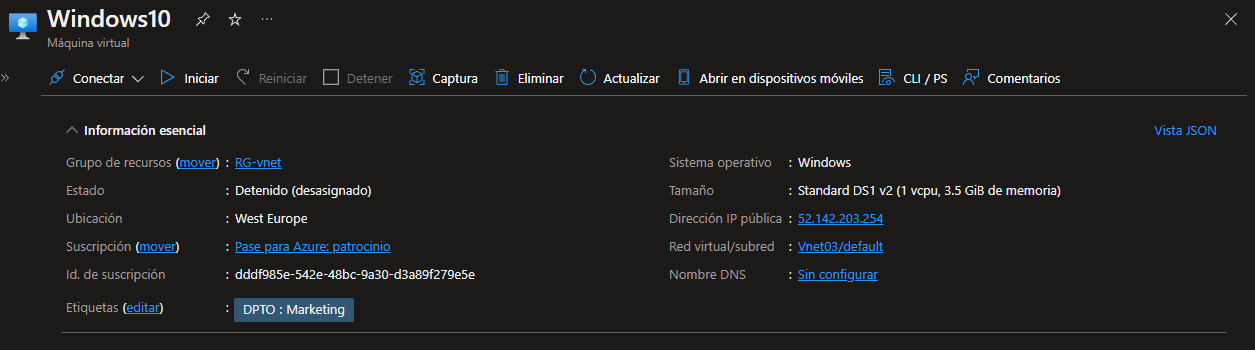 Windows10
Máquina virtual
Conectar Iniciar Reiniciar Detener Captura Eliminar Actualizar Abrir en dispositivos móviles CLI / PS Comentarios
Información esencial Vista JSON
Grupo de recursos (mover) : RG-vnet
Estado : Detenido (desasignado)
Ubicación : West Europe
Suscripción (mover) : Pase para Azure: patrocinio
Id. de suscripción : dddf985e-542e-48bc-9a30-d3a89f279e5e
Etiquetas (editar) : DPTO : Marketing
Sistema operativo : Windows
Tamaño : Standard DS1 v2 (1 vcpu, 3.5 GiB de memoria)
Dirección IP pública : 52.142.203.254
Red virtual/subred : Vnet03/default
Nombre DNS : Sin configurar